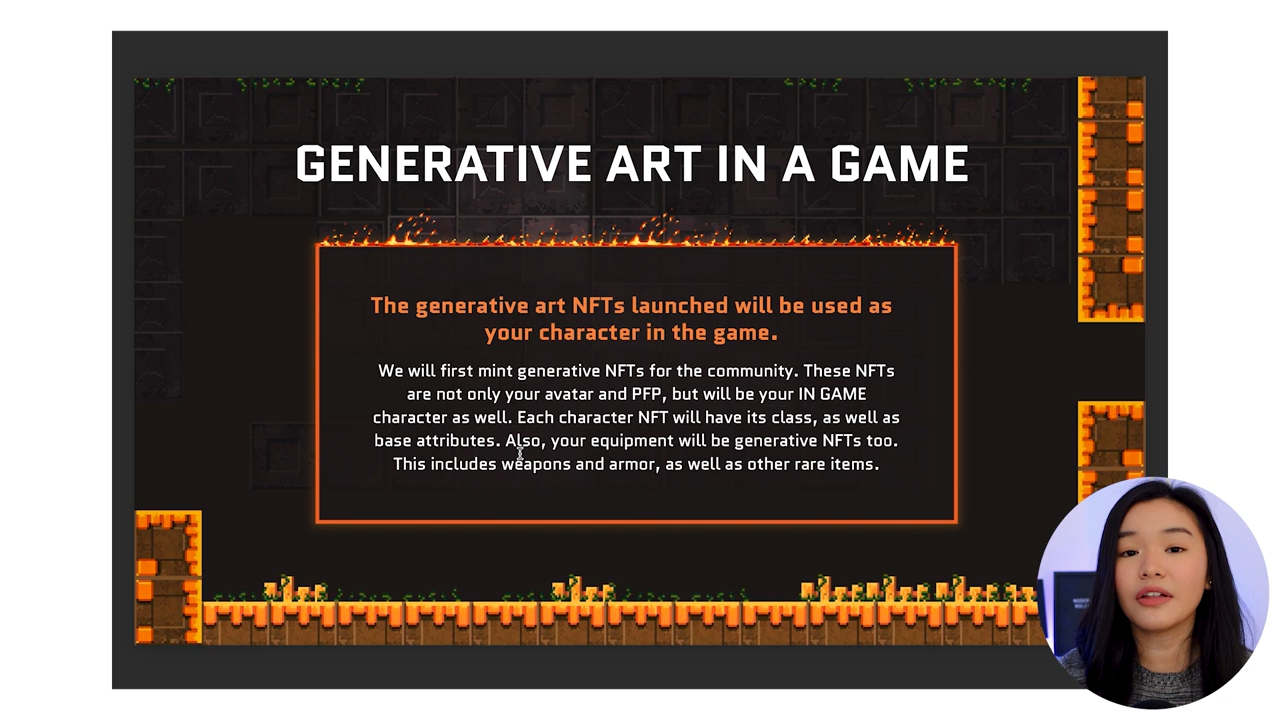 GENERATIVE ART IN A GAME
The generative art NFTs launched will be used as
your character in the game.
We will first mint generative NFTs for the community. These NFTs
are not only your avatar and PFP, but will be your IN GAME
character as well. Each character NFT will have its class, as well as
base attributes. Also, your equipment will be generative NFTs too.
This includes weapons and armor, as well as other rare items.